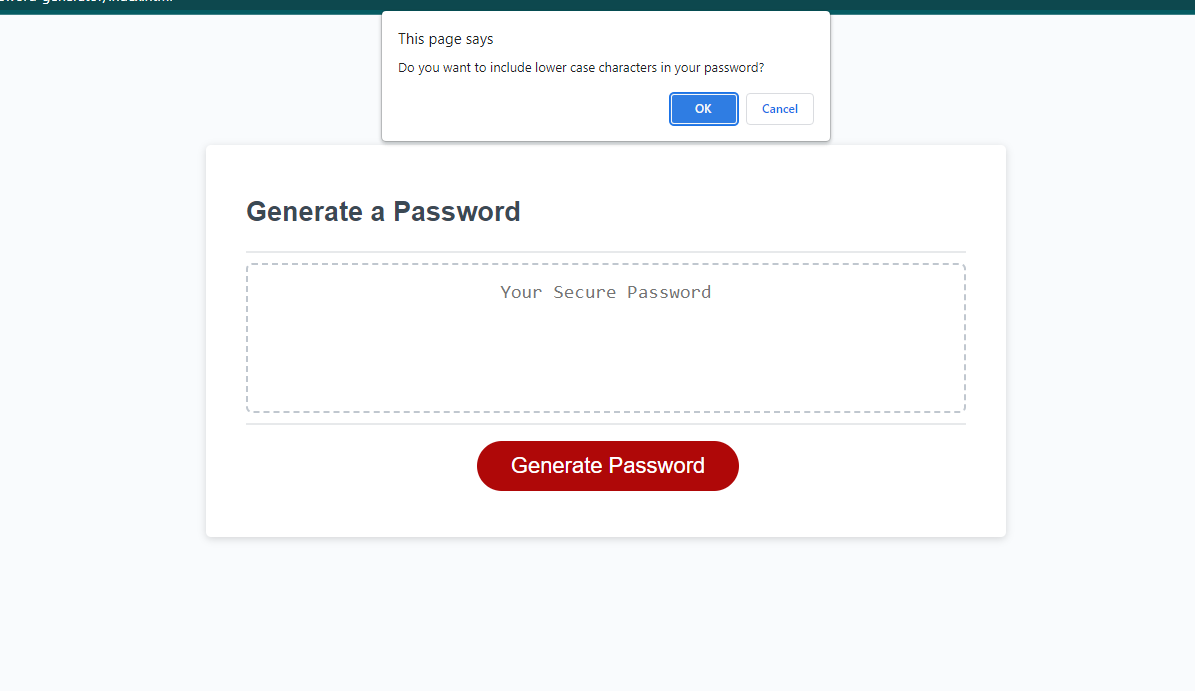 This page says
Do you want to include lower case characters in your password?
OK
Cancel
Generate a Password
Your Secure Password
Generate Password